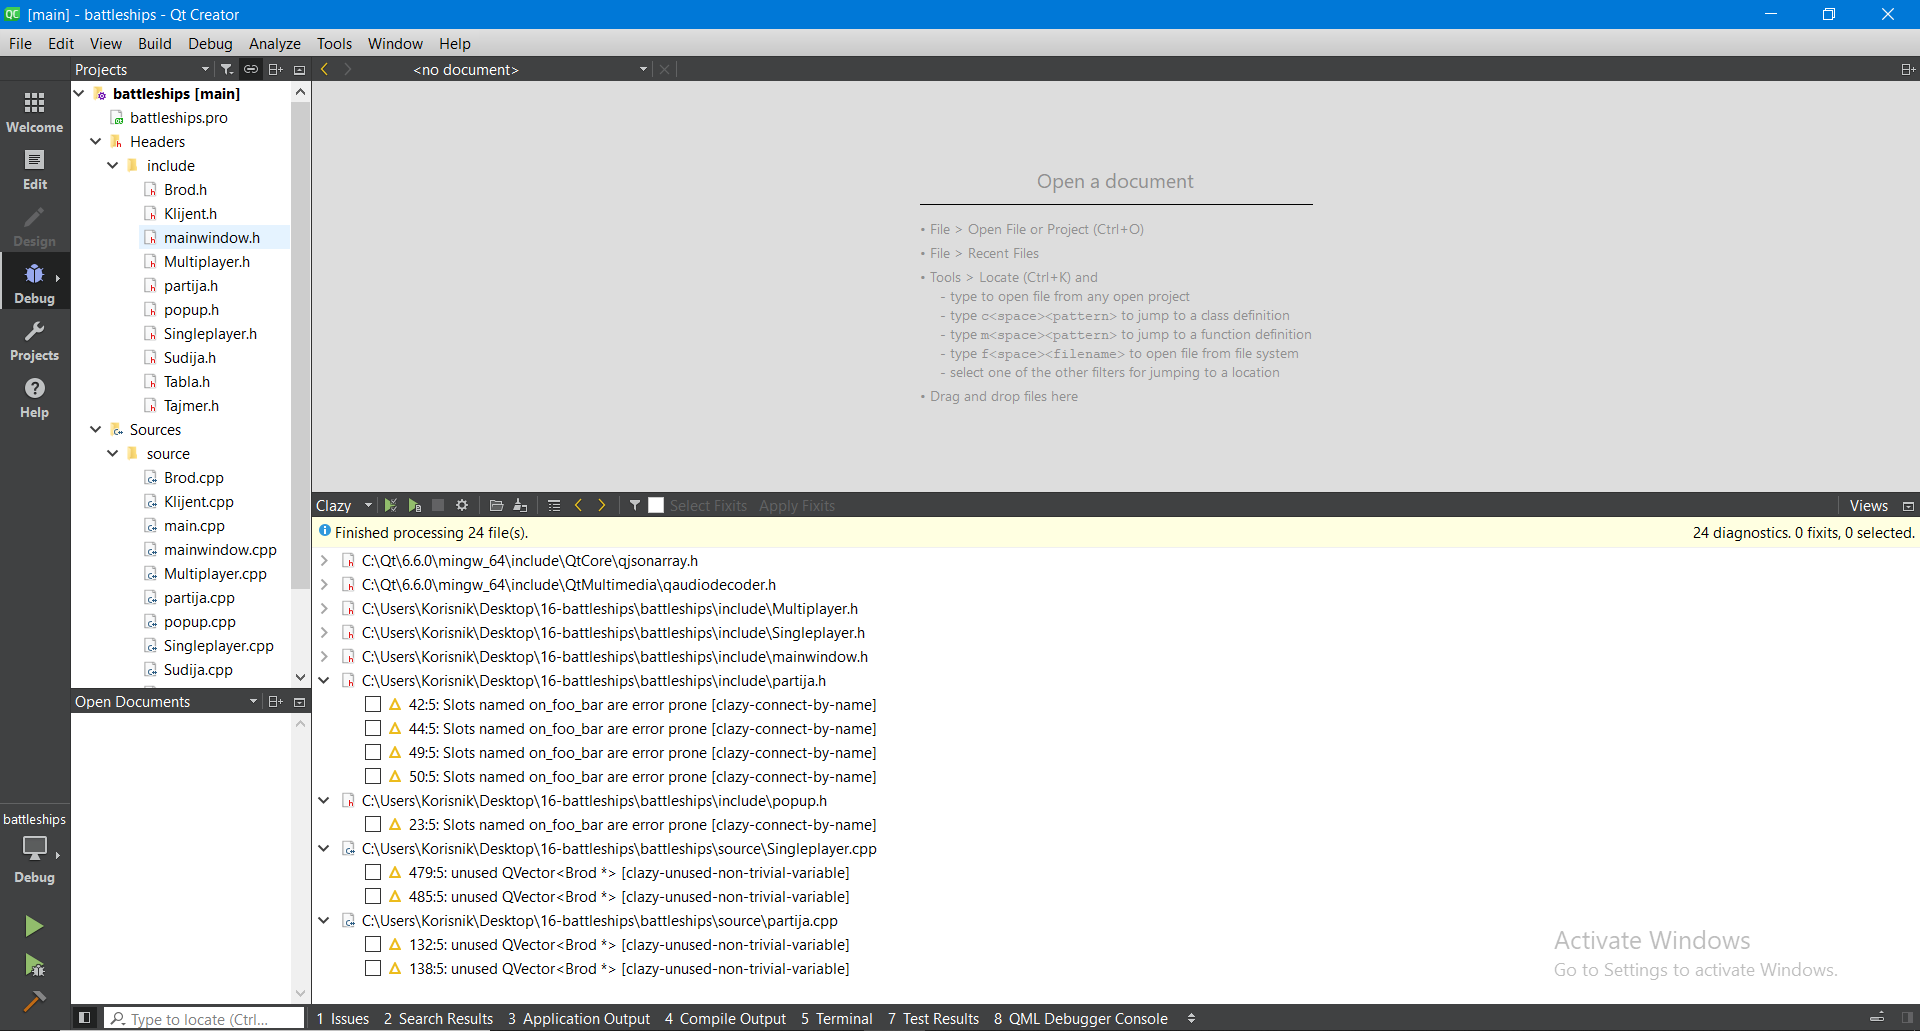 QC [main] - battleships - Qt Creator
File Edit View Build Debug Analyze Tools Window Help
Projects
<no document>
Welcome
Edit
Design
Debug
Projects
Help
battleships [main]
battleships.pro
Headers
include
Brod.h
Klijent.h
mainwindow.h
Multiplayer.h
partija.h
popup.h
Singleplayer.h
Sudija.h
Tabla.h
Tajmer.h
Sources
source
Brod.cpp
Klijent.cpp
main.cpp
mainwindow.cpp
Multiplayer.cpp
partija.cpp
popup.cpp
Singleplayer.cpp
Sudija.cpp
Open Documents
Open a document
• File > Open File or Project (Ctrl+O)
• File > Recent Files
• Tools > Locate (Ctrl+K) and
- type to open file from any open project
- type c<space><pattern> to jump to a class definition
- type m<space><pattern> to jump to a function definition
- type f<space><filename> to open file from file system
- select one of the other filters for jumping to a location
• Drag and drop files here
Clazy Select Fixits Apply Fixits Views
Finished processing 24 file(s). 24 diagnostics. 0 fixits, 0 selected.
C:\Qt\6.6.0\mingw_64\include\QtCore\qjsonarray.h
C:\Qt\6.6.0\mingw_64\include\QtMultimedia\qaudiodecoder.h
C:\Users\Korisnik\Desktop\16-battleships\battleships\include\Multiplayer.h
C:\Users\Korisnik\Desktop\16-battleships\battleships\include\Singleplayer.h
C:\Users\Korisnik\Desktop\16-battleships\battleships\include\mainwindow.h
C:\Users\Korisnik\Desktop\16-battleships\battleships\include\partija.h
42:5: Slots named on_foo_bar are error prone [clazy-connect-by-name]
44:5: Slots named on_foo_bar are error prone [clazy-connect-by-name]
49:5: Slots named on_foo_bar are error prone [clazy-connect-by-name]
50:5: Slots named on_foo_bar are error prone [clazy-connect-by-name]
C:\Users\Korisnik\Desktop\16-battleships\battleships\include\popup.h
23:5: Slots named on_foo_bar are error prone [clazy-connect-by-name]
C:\Users\Korisnik\Desktop\16-battleships\battleships\source\Singleplayer.cpp
479:5: unused QVector<Brod *> [clazy-unused-non-trivial-variable]
485:5: unused QVector<Brod *> [clazy-unused-non-trivial-variable]
C:\Users\Korisnik\Desktop\16-battleships\battleships\source\partija.cpp
132:5: unused QVector<Brod *> [clazy-unused-non-trivial-variable]
138:5: unused QVector<Brod *> [clazy-unused-non-trivial-variable]
battleships
Debug
Activate Windows
Go to Settings to activate Windows.
Type to locate (Ctrl... 1 Issues 2 Search Results 3 Application Output 4 Compile Output 5 Terminal 7 Test Results 8 QML Debugger Console